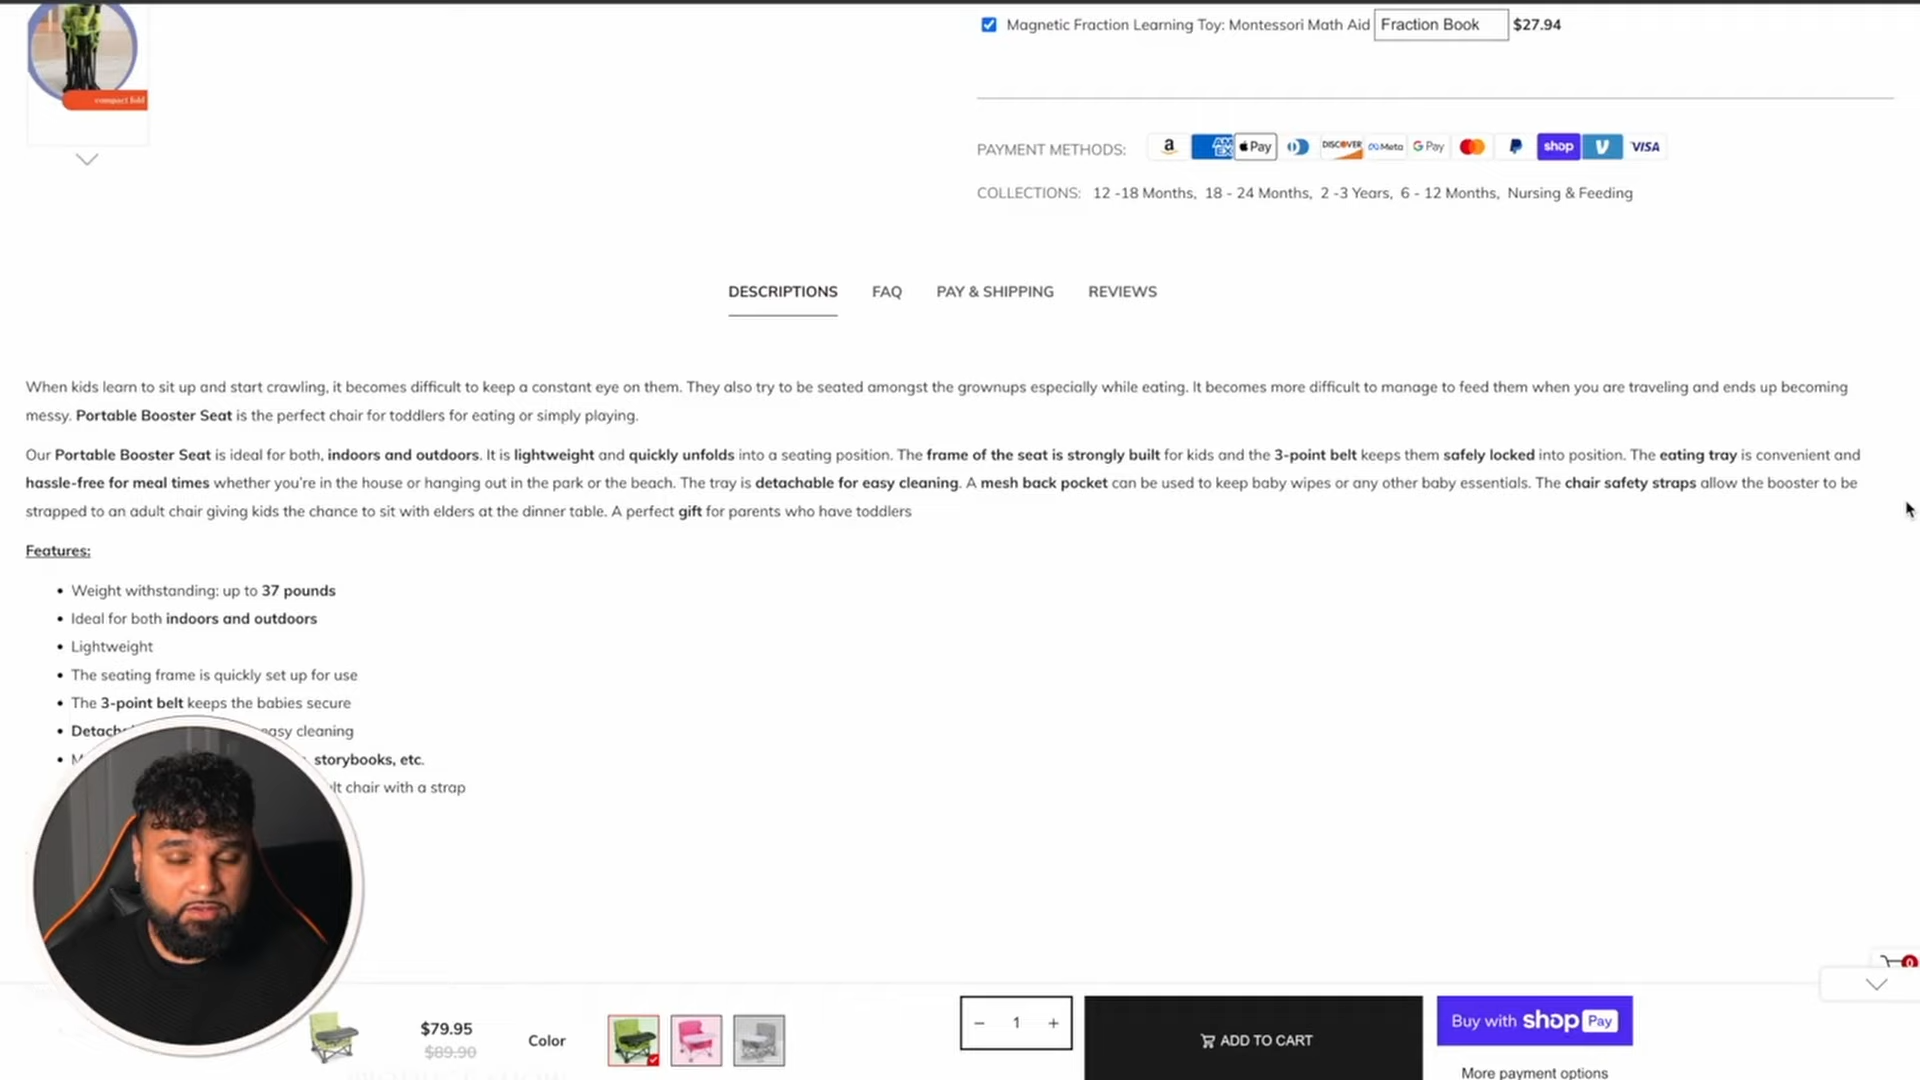 Magnetic Fraction Learning Toy: Montessori Math Aid Fraction Book $27.94
compact fold
PAYMENT METHODS: a AM EX Pay DISCOVER Meta G Pay shop V VISA
COLLECTIONS: 12 -18 Months, 18 - 24 Months, 2 -3 Years, 6 - 12 Months, Nursing & Feeding
DESCRIPTIONS FAQ PAY & SHIPPING REVIEWS
When kids learn to sit up and start crawling, it becomes difficult to keep a constant eye on them. They also try to be seated amongst the grownups especially while eating. It becomes more difficult to manage to feed them when you are traveling and ends up becoming
messy. Portable Booster Seat is the perfect chair for toddlers for eating or simply playing.
Our Portable Booster Seat is ideal for both, indoors and outdoors. It is lightweight and quickly unfolds into a seating position. The frame of the seat is strongly built for kids and the 3-point belt keeps them safely locked into position. The eating tray is convenient and
hassle-free for meal times whether you're in the house or hanging out in the park or the beach. The tray is detachable for easy cleaning. A mesh back pocket can be used to keep baby wipes or any other baby essentials. The chair safety straps allow the booster to be
strapped to an adult chair giving kids the chance to sit with elders at the dinner table. A perfect gift for parents who have toddlers
Features:
• Weight withstanding: up to 37 pounds
• Ideal for both indoors and outdoors
• Lightweight
• The seating frame is quickly set up for use
• The 3-point belt keeps the babies secure
• cleaning
• storybooks, etc.
chair with a strap
0
$79.95
$89.90
Color
− 1 +
ADD TO CART
Buy with shop Pay
More payment options